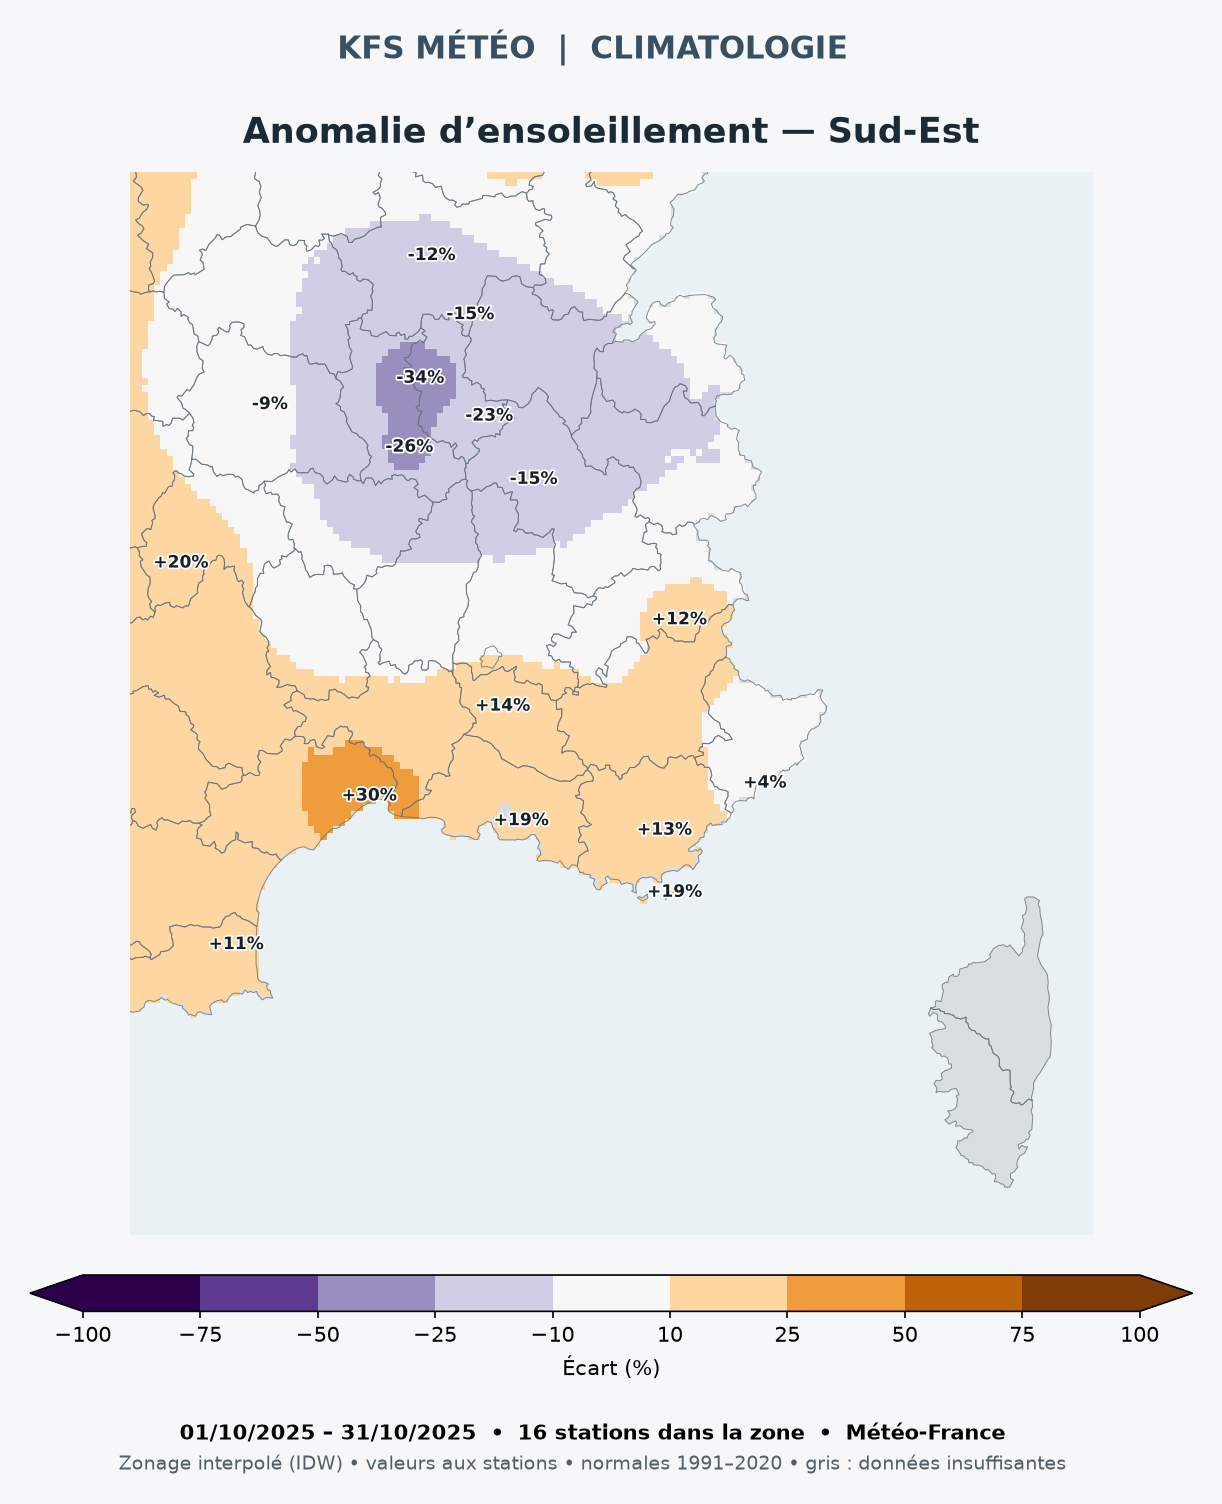 KFS MÉTÉO | CLIMATOLOGIE
Anomalie d’ensoleillement — Sud-Est
-12%
-15%
-34%
-9%
-23%
-26%
-15%
+20%
+12%
+14%
+4%
+30%
+19%
+13%
+19%
+11%
−100 −75 −50 −25 −10 10 25 50 75 100
Écart (%)
01/10/2025 – 31/10/2025 • 16 stations dans la zone • Météo-France
Zonage interpolé (IDW) • valeurs aux stations • normales 1991–2020 • gris : données insuffisantes